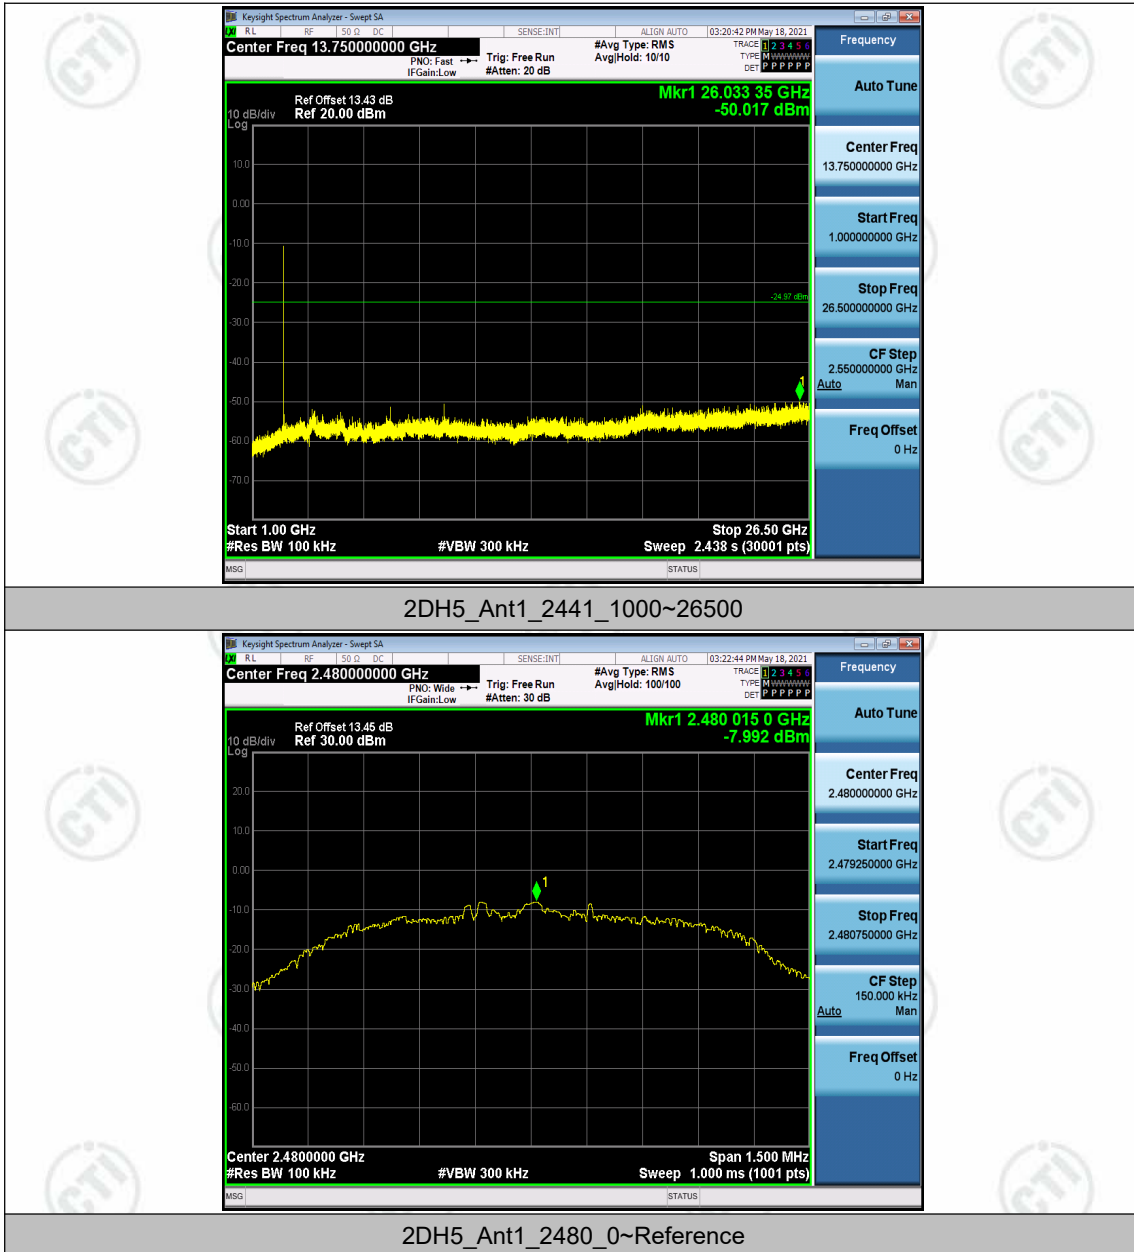 Keysight Spectrum Analyzer - Swept SA
LXI RL RF 50 Ω DC SENSE:INT ALIGN AUTO 03:20:42 PM May 18, 2021
Center Freq 13.750000000 GHz
PNO: Fast
IFGain:Low
Trig: Free Run
#Atten: 20 dB
#Avg Type: RMS
Avg|Hold: 10/10
TRACE 1 2 3 4 5 6
TYPE M W W W W W
DET P P P P P P
Frequency
Auto Tune
Center Freq
13.750000000 GHz
Start Freq
1.000000000 GHz
Stop Freq
26.500000000 GHz
CF Step
2.550000000 GHz
Auto Man
Freq Offset
0 Hz
Mkr1 26.033 35 GHz
-50.017 dBm
Ref Offset 13.43 dB
10 dB/div Ref 20.00 dBm
Log
10.0
0.00
-10.0
-20.0
-24.97 dBm
-30.0
-40.0
1
-50.0
-60.0
-70.0
Start 1.00 GHz Stop 26.50 GHz
#Res BW 100 kHz #VBW 300 kHz Sweep 2.438 s (30001 pts)
MSG STATUS
2DH5_Ant1_2441_1000~26500
Keysight Spectrum Analyzer - Swept SA
LXI RL RF 50 Ω DC SENSE:INT ALIGN AUTO 03:22:44 PM May 18, 2021
Center Freq 2.480000000 GHz
PNO: Wide
IFGain:Low
Trig: Free Run
#Atten: 30 dB
#Avg Type: RMS
Avg|Hold: 100/100
TRACE 1 2 3 4 5 6
TYPE M W W W W W
DET P P P P P P
Frequency
Auto Tune
Center Freq
2.480000000 GHz
Start Freq
2.479250000 GHz
Stop Freq
2.480750000 GHz
CF Step
150.000 kHz
Auto Man
Freq Offset
0 Hz
Mkr1 2.480 015 0 GHz
-7.992 dBm
Ref Offset 13.45 dB
10 dB/div Ref 30.00 dBm
Log
20.0
10.0
0.00
1
-10.0
-20.0
-30.0
-40.0
-50.0
-60.0
Center 2.4800000 GHz Span 1.500 MHz
#Res BW 100 kHz #VBW 300 kHz Sweep 1.000 ms (1001 pts)
MSG STATUS
2DH5_Ant1_2480_0~Reference
CTI
CTI
CTI
CTI
CTI
CTI
CTI
CTI